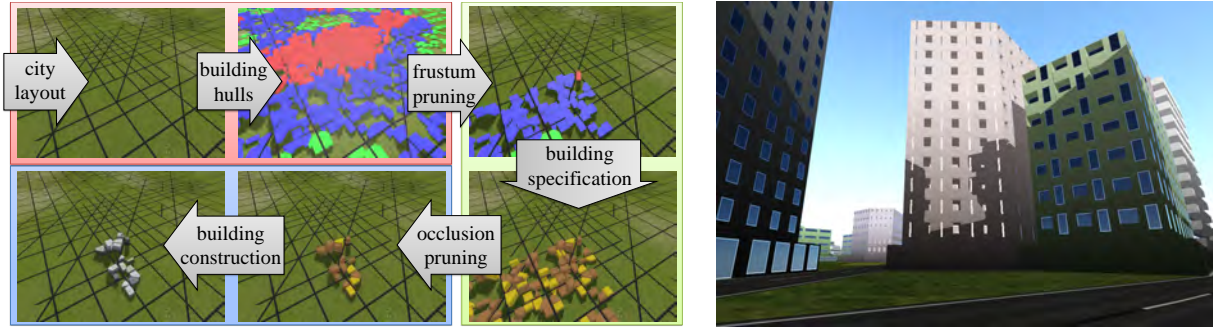 city
layout
building
hulls
frustum
pruning
building
specification
occlusion
pruning
building
construction